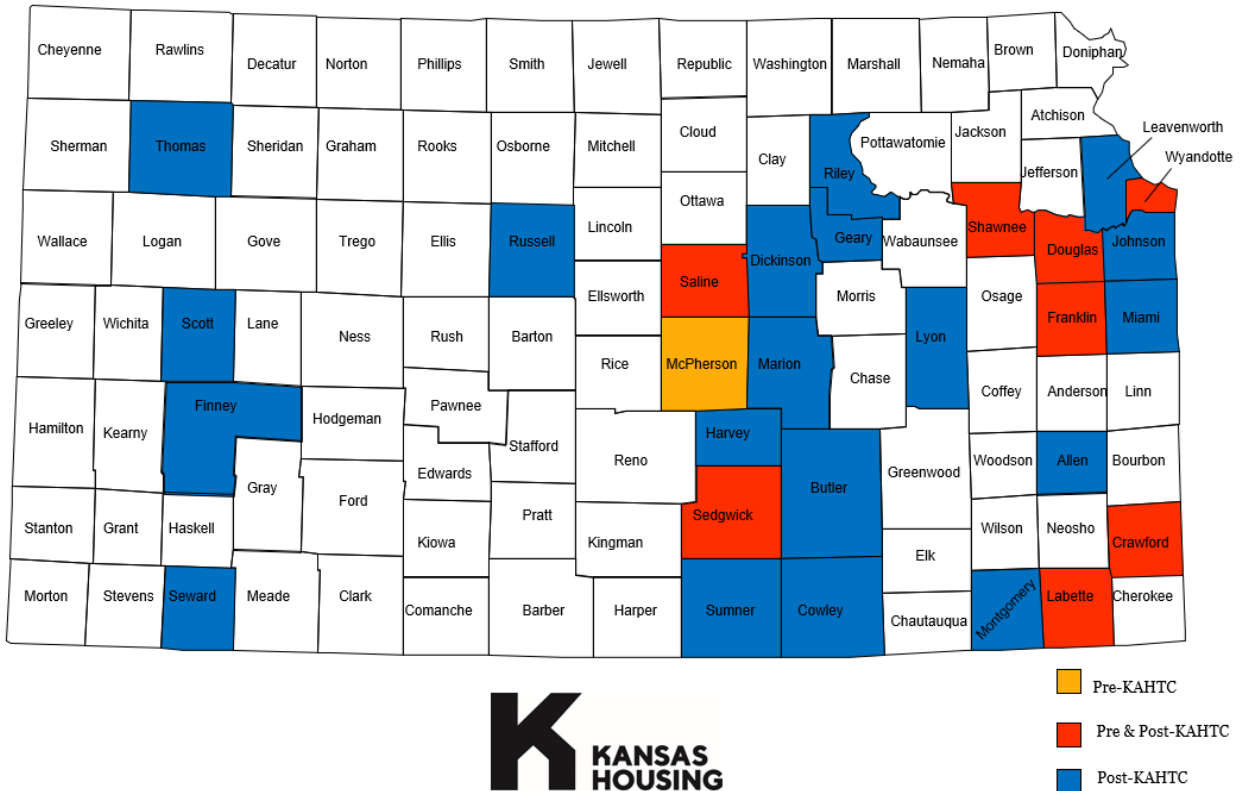 Cheyenne
Rawlins
Decatur
Norton
Phillips
Smith
Jewell
Republic
Washington
Marshall
Nemaha
Brown
Doniphan
Sherman
Thomas
Sheridan
Graham
Rooks
Osborne
Mitchell
Cloud
Clay
Riley
Pottawatomie
Jackson
Atchison
Jefferson
Leavenworth
Wyandotte
Wallace
Logan
Gove
Trego
Ellis
Russell
Lincoln
Ottawa
Saline
Dickinson
Geary
Wabaunsee
Shawnee
Douglas
Johnson
Greeley
Wichita
Scott
Lane
Ness
Rush
Barton
Ellsworth
Rice
McPherson
Marion
Morris
Chase
Lyon
Osage
Franklin
Miami
Coffey
Anderson
Linn
Hamilton
Kearny
Finney
Hodgeman
Pawnee
Stafford
Edwards
Gray
Ford
Reno
Harvey
Sedgwick
Butler
Greenwood
Woodson
Allen
Bourbon
Stanton
Grant
Haskell
Kiowa
Pratt
Kingman
Elk
Wilson
Neosho
Crawford
Morton
Stevens
Seward
Meade
Clark
Comanche
Barber
Harper
Sumner
Cowley
Chautauqua
Montgomery
Labette
Cherokee
Pre-KAHTC
Pre & Post-KAHTC
Post-KAHTC
KANSAS
HOUSING